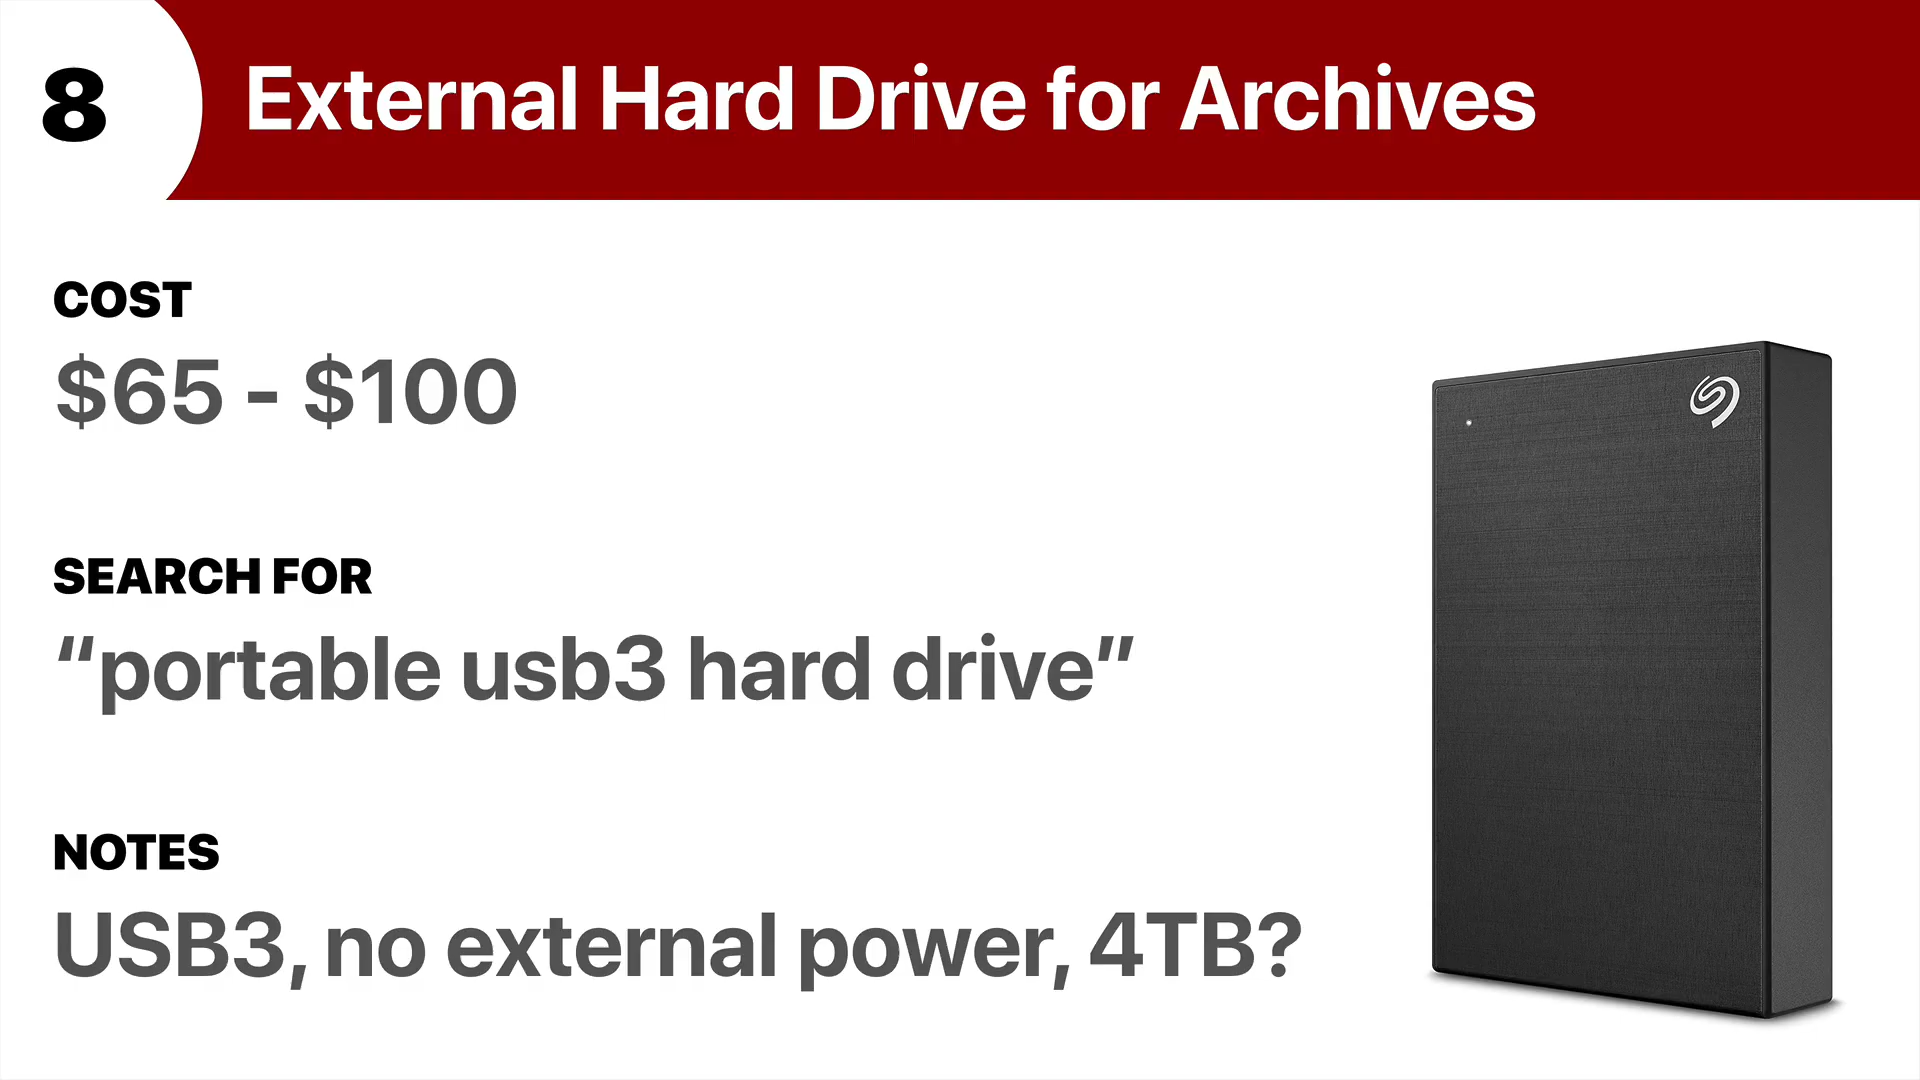 8
External Hard Drive for Archives
COST
$65 - $100
SEARCH FOR
“portable usb3 hard drive”
NOTES
USB3, no external power, 4TB?